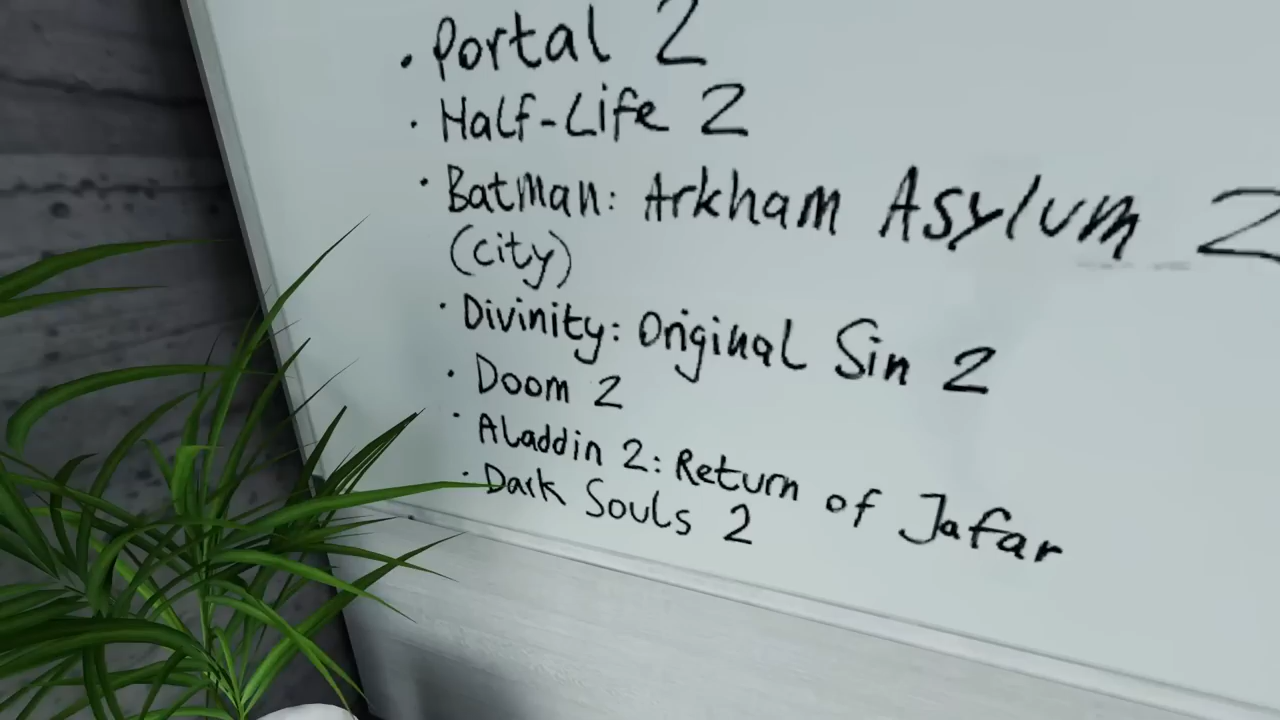 · Portal 2
· Half-Life 2
· Batman: Arkham Asylum 2
(city)
· Divinity: Original Sin 2
· Doom 2
· Aladdin 2: Return of Jafar
· Dark Souls 2